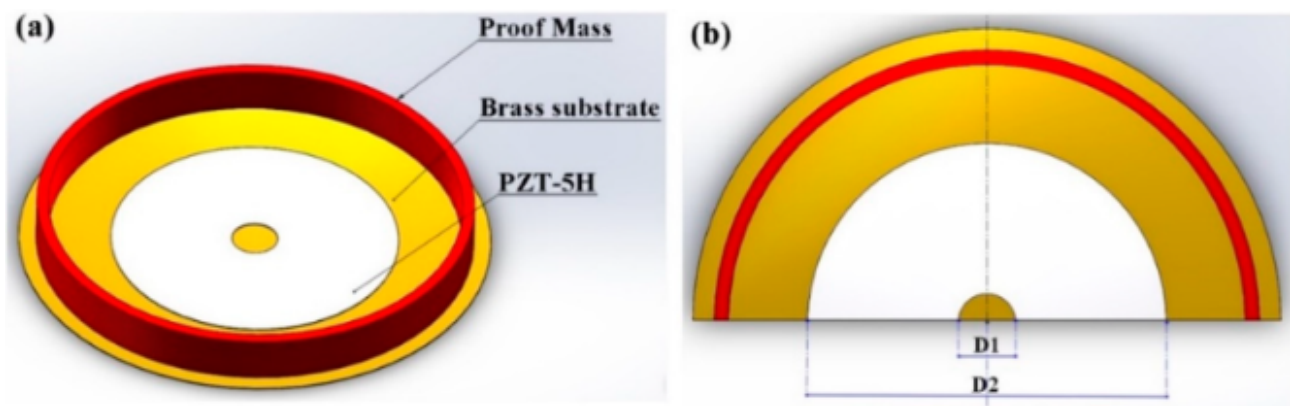 (a)
Proof Mass
Brass substrate
PZT-5H
(b)
D1
D2